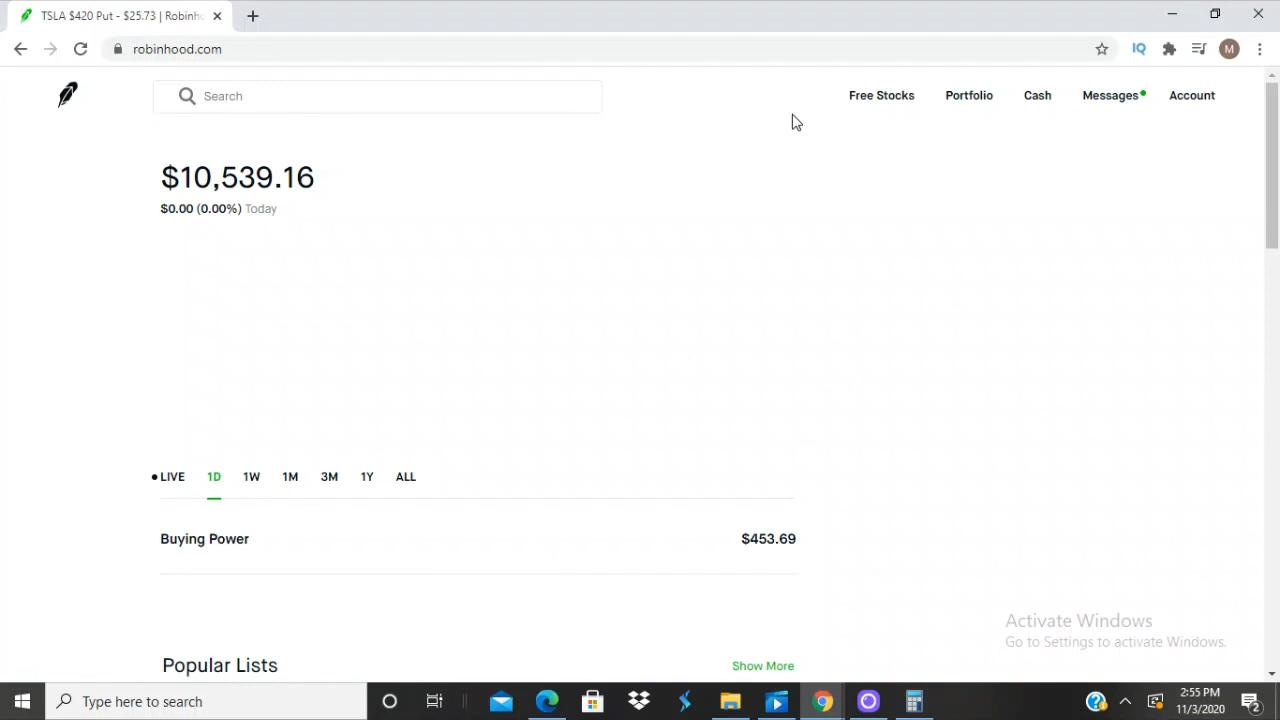 TSLA $420 Put - $25.73 | Robinho
robinhood.com
IQ
M
Search
Free Stocks
Portfolio
Cash
Messages
Account
$10,539.16
$0.00 (0.00%) Today
LIVE
1D
1W
1M
3M
1Y
ALL
Buying Power
$453.69
Activate Windows
Go to Settings to activate Windows.
Popular Lists
Show More
Type here to search
2:55 PM
11/3/2020
2